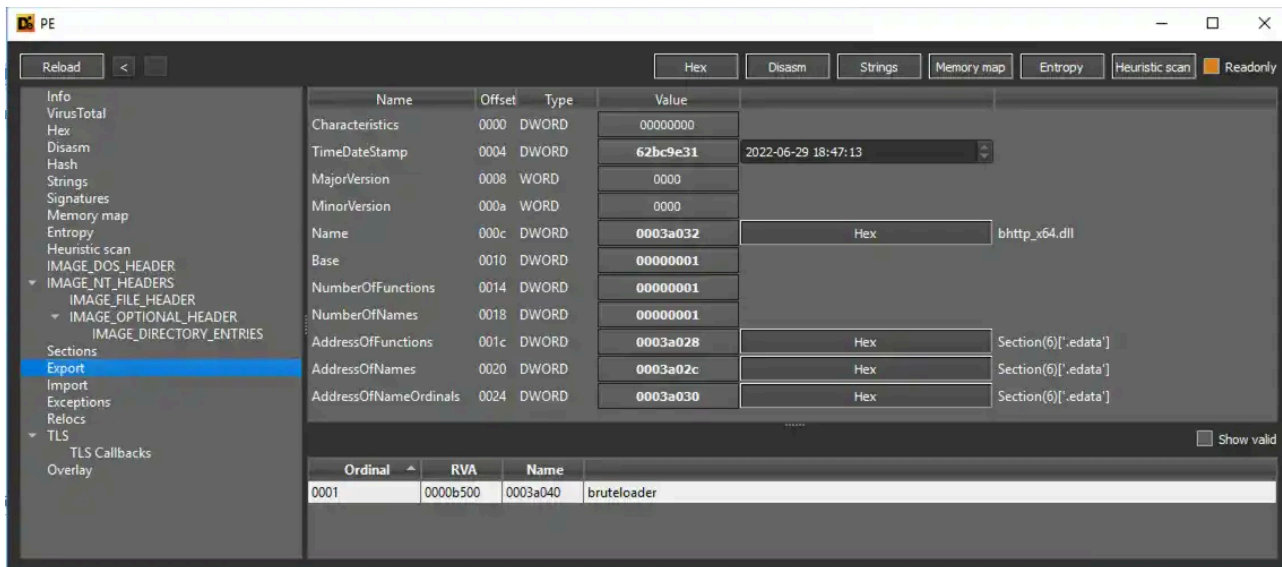 PE
Reload < Hex Disasm Strings Memory map Entropy Heuristic scan Readonly
Info
VirusTotal
Hex
Disasm
Hash
Strings
Signatures
Memory map
Entropy
Heuristic scan
IMAGE_DOS_HEADER
IMAGE_NT_HEADERS
IMAGE_FILE_HEADER
IMAGE_OPTIONAL_HEADER
IMAGE_DIRECTORY_ENTRIES
Sections
Export
Import
Exceptions
Relocs
TLS
TLS Callbacks
Overlay
Name Offset Type Value
Characteristics 0000 DWORD 00000000
TimeDateStamp 0004 DWORD 62bc9e31 2022-06-29 18:47:13
MajorVersion 0008 WORD 0000
MinorVersion 000a WORD 0000
Name 000c DWORD 0003a032 Hex bhttp_x64.dll
Base 0010 DWORD 00000001
NumberOfFunctions 0014 DWORD 00000001
NumberOfNames 0018 DWORD 00000001
AddressOfFunctions 001c DWORD 0003a028 Hex Section(6)['.edata']
AddressOfNames 0020 DWORD 0003a02c Hex Section(6)['.edata']
AddressOfNameOrdinals 0024 DWORD 0003a030 Hex Section(6)['.edata']
Show valid
Ordinal RVA Name
0001 0000b500 0003a040 bruteloader